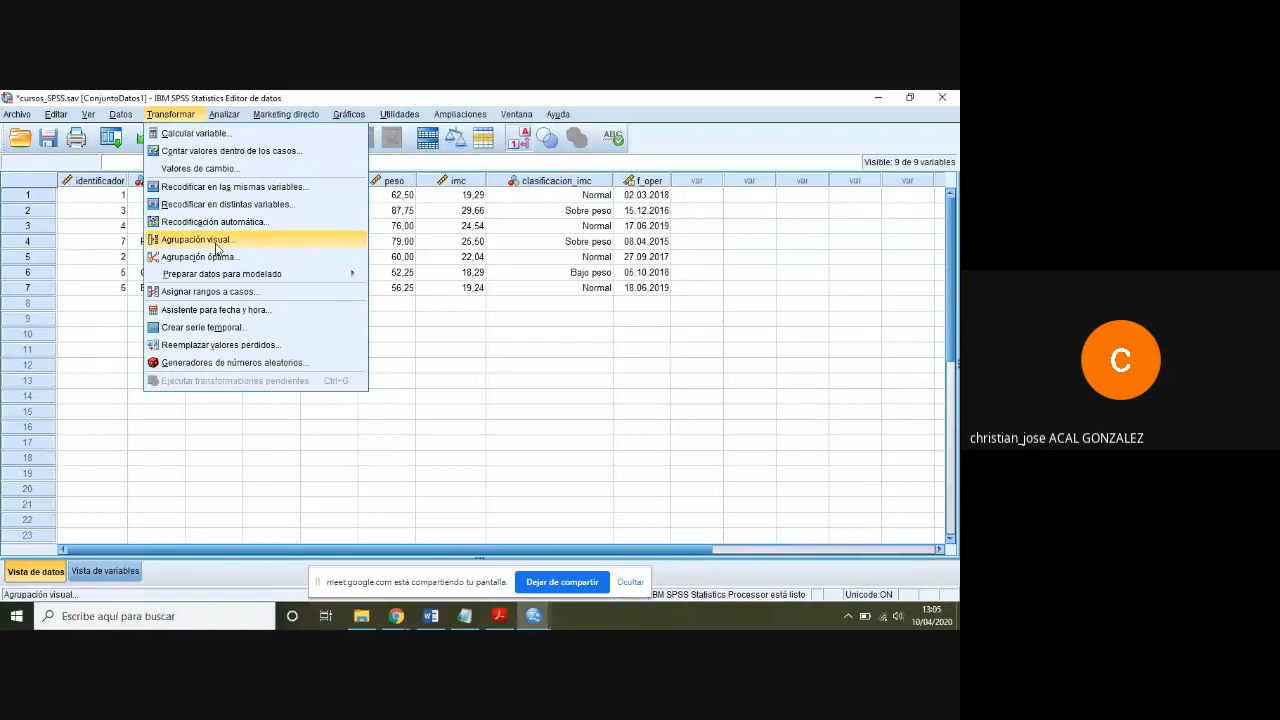 *cursos_SPSS.sav [ConjuntoDatos1] - IBM SPSS Statistics Editor de datos
Archivo Editar Ver Datos Transformar Analizar Marketing directo Gráficos Utilidades Ampliaciones Ventana Ayuda
Calcular variable...
Contar valores dentro de los casos...
Valores de cambio...
Recodificar en las mismas variables...
Recodificar en distintas variables...
Recodificación automática...
Agrupación visual...
Agrupación óptima...
Preparar datos para modelado
Asignar rangos a casos...
Asistente para fecha y hora...
Crear serie temporal...
Reemplazar valores perdidos...
Generadores de números aleatorios...
Ejecutar transformaciones pendientes Ctrl+G
Visible: 9 de 9 variables
identificador peso imc clasificacion_imc f_oper var var var var var
1 1 62,50 19,29 Normal 02.03.2018
2 3 87,75 29,66 Sobre peso 15.12.2016
3 4 76,00 24,54 Normal 17.06.2019
4 7 79,00 25,50 Sobre peso 08.04.2015
5 2 60,00 22,04 Normal 27.09.2017
6 5 52,25 18,29 Bajo peso 05.10.2018
7 6 56,25 19,24 Normal 18.06.2019
8
9
10
11
12
13
14
15
16
17
18
19
20
21
22
23
Vista de datos Vista de variables
meet.google.com está compartiendo tu pantalla. Dejar de compartir Ocultar
Agrupación visual... IBM SPSS Statistics Processor está listo Unicode:ON
Escribe aquí para buscar
13:05
10/04/2020
C
christian_jose ACAL GONZALEZ